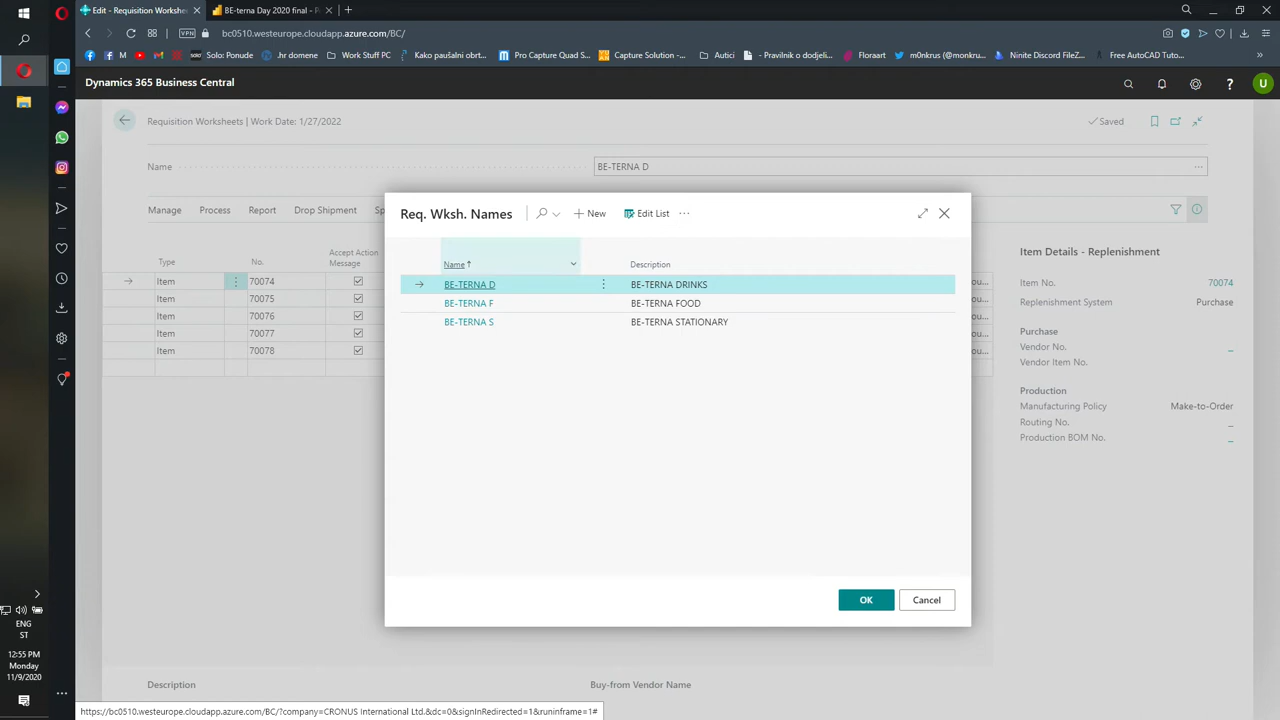 Edit - Requisition Workshe
BE-terna Day 2020 final - P
VPN
bc0510.westeurope.cloudapp.azure.com/BC/
Solo: Ponude
.hr domene
Work Stuff
Kako paušalni obrt...
Pro Capture Quad S...
Capture Solution -...
Autici
- Pravilnik o dodjeli...
Floraart
m0nkrus (@monkru...
Ninite Discord FileZ...
Free AutoCAD Tuto...
Dynamics 365 Business Central
U
Requisition Worksheets | Work Date: 1/27/2022
Saved
Name
BE-TERNA D
Manage
Process
Report
Drop Shipment
Sp
Type
No.
Accept Action
Message
Item
70074
Item
70075
Item
70076
Item
70077
Item
70078
Req. Wksh. Names
New
Edit List
Name ↑
Description
BE-TERNA D
BE-TERNA DRINKS
BE-TERNA F
BE-TERNA FOOD
BE-TERNA S
BE-TERNA STATIONARY
OK
Cancel
ou...
ou...
ou...
ou...
ou...
Item Details - Replenishment
Item No.
70074
Replenishment System
Purchase
Purchase
Vendor No.
_
Vendor Item No.
Production
Manufacturing Policy
Make-to-Order
Routing No.
_
Production BOM No.
_
Description
Buy-from Vendor Name
https://bc0510.westeurope.cloudapp.azure.com/BC/?company=CRONUS International Ltd.&dc=0&signInRedirected=1&runinframe=1#
ENG
ST
12:55 PM
Monday
11/9/2020